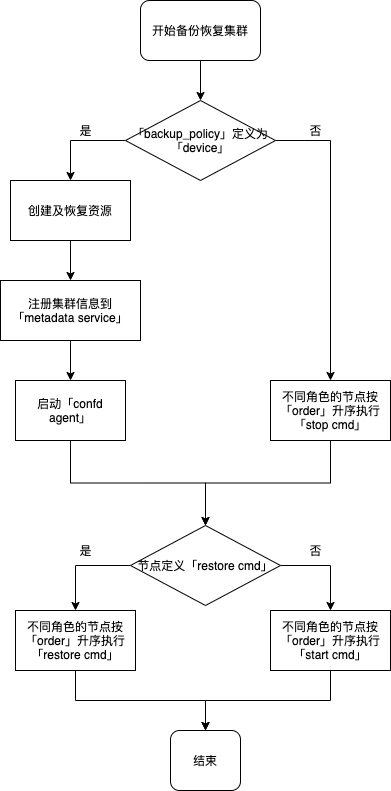 开始备份恢复集群
是
否
「backup_policy」定义为
「device」
创建及恢复资源
注册集群信息到
「metadata service」
启动「confd
agent」
不同角色的节点按
「order」升序执行
「stop cmd」
是
否
节点定义「restore cmd」
不同角色的节点按
「order」升序执行
「restore cmd」
不同角色的节点按
「order」升序执行
「start cmd」
结束